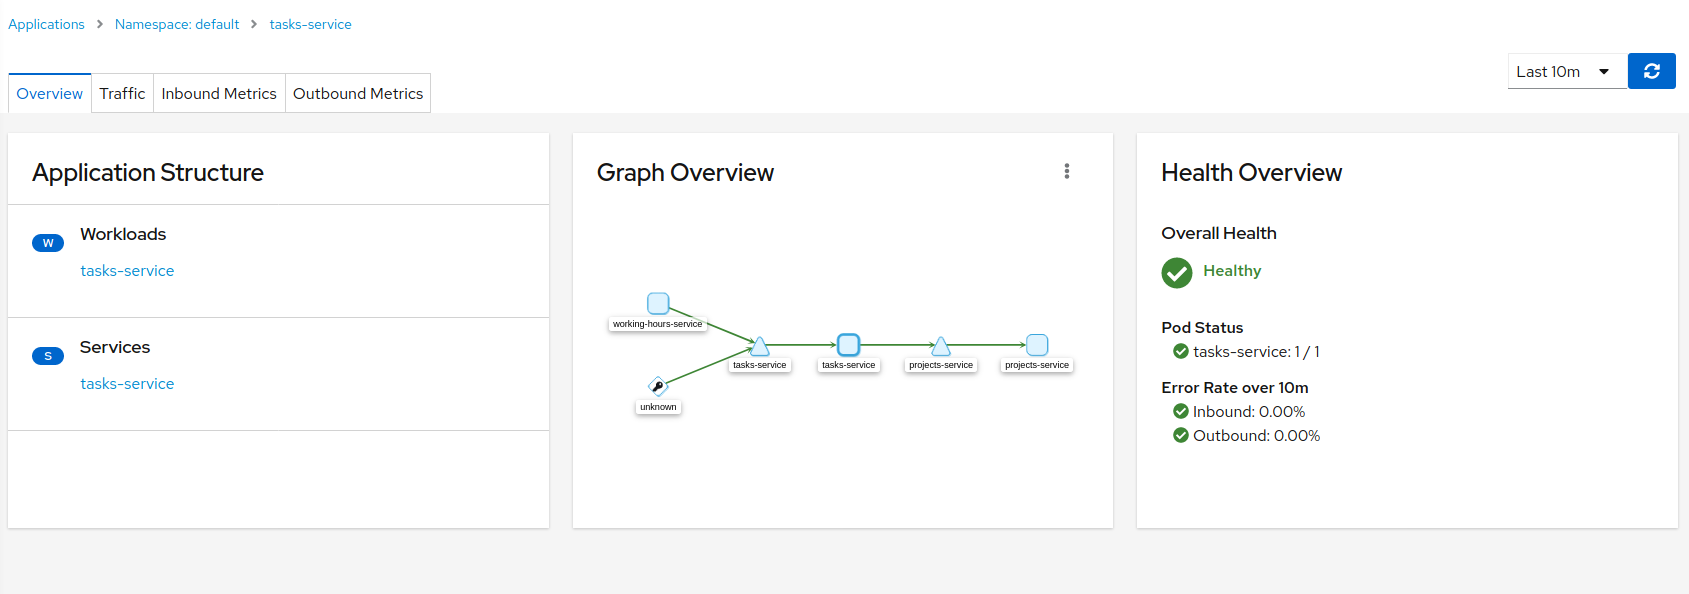 Applications > Namespace: default > tasks-service
Last 10m
Overview Traffic Inbound Metrics Outbound Metrics
Application Structure
W Workloads
tasks-service
S Services
tasks-service
Graph Overview
working-hours-service
tasks-service tasks-service projects-service projects-service
unknown
Health Overview
Overall Health
Healthy
Pod Status
tasks-service: 1 / 1
Error Rate over 10m
Inbound: 0.00%
Outbound: 0.00%